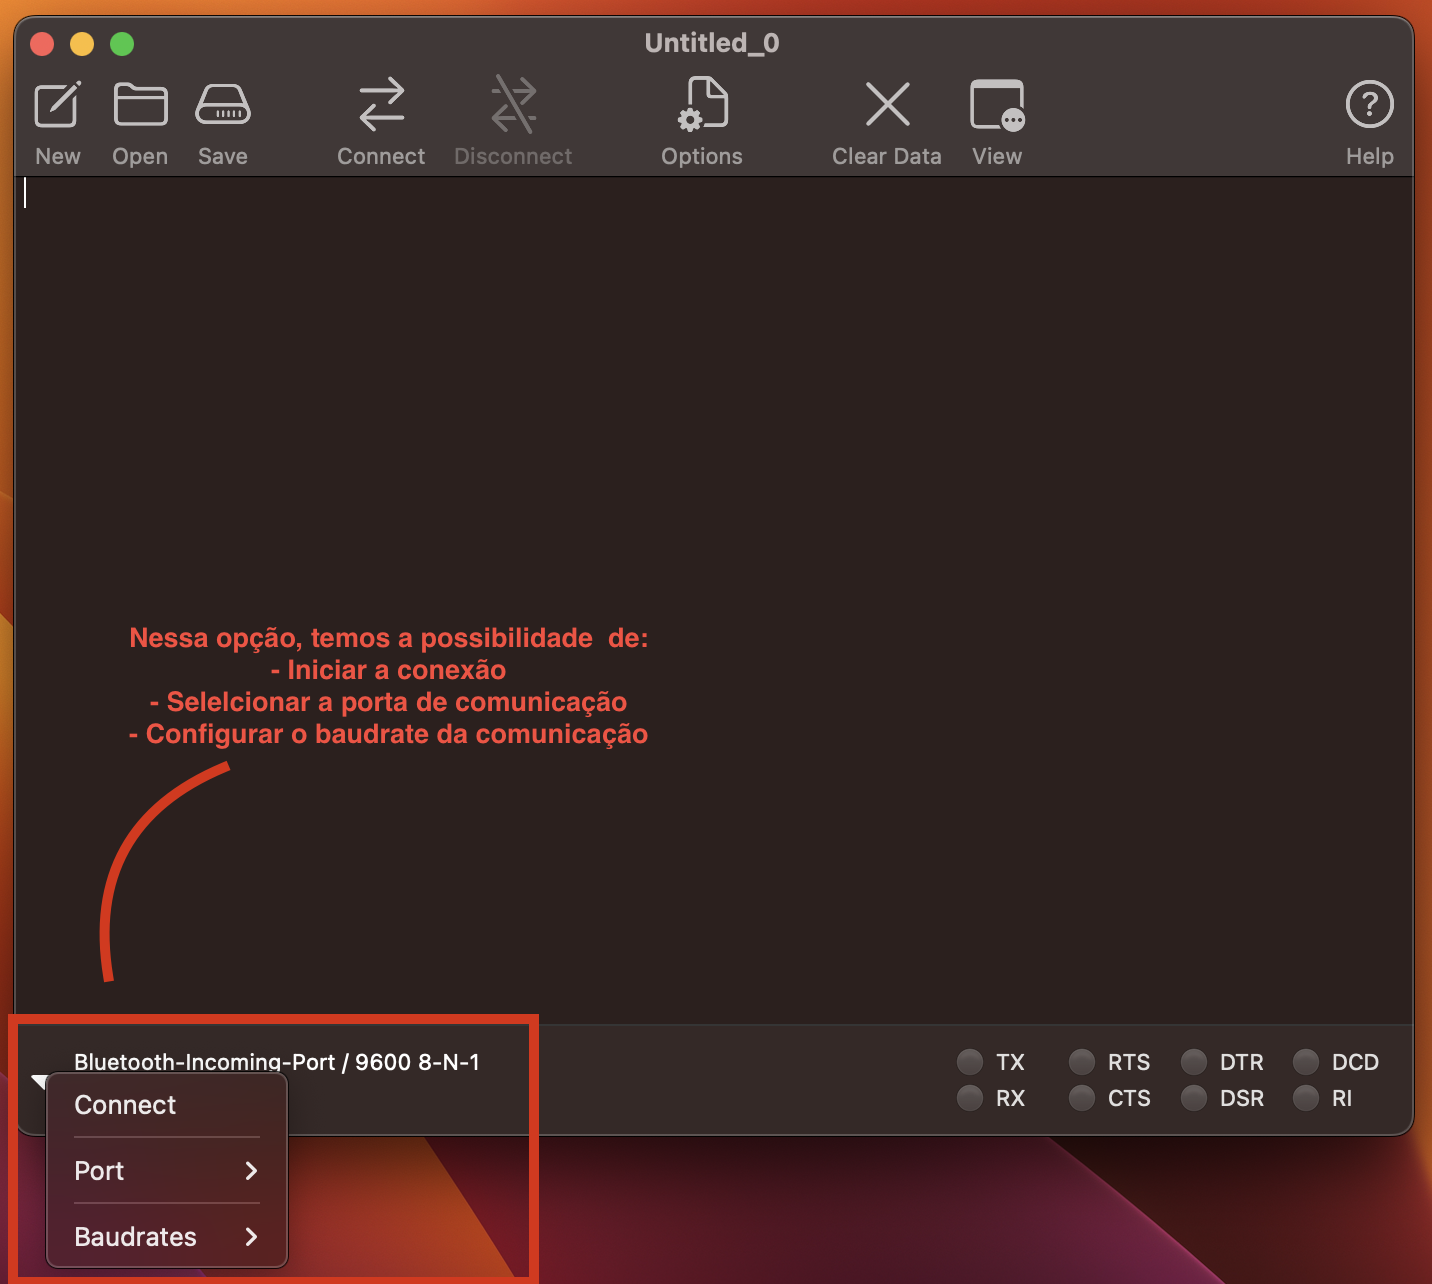 Untitled_0
New Open Save Connect Disconnect Options Clear Data View Help
Nessa opção, temos a possibilidade  de:
- Iniciar a conexão
- Selelcionar a porta de comunicação
- Configurar o baudrate da comunicação
Bluetooth-Incoming-Port / 9600 8-N-1
TX RTS DTR DCD
RX CTS DSR RI
Connect
Port
Baudrates